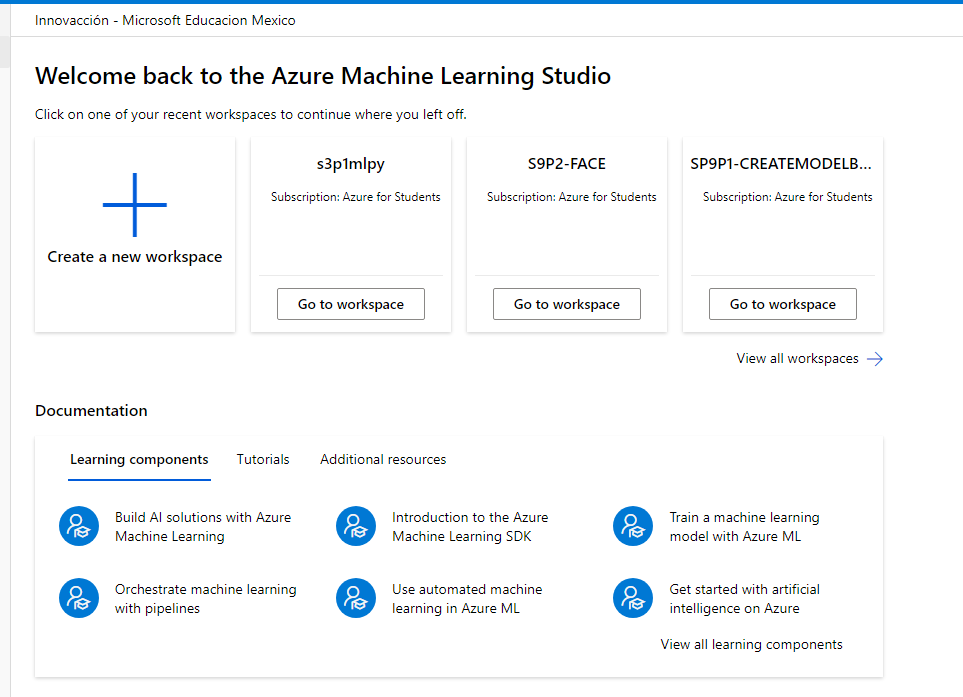 Innovacción - Microsoft Educacion Mexico
Welcome back to the Azure Machine Learning Studio
Click on one of your recent workspaces to continue where you left off.
Create a new workspace
s3p1mlpy
Subscription: Azure for Students
Go to workspace
S9P2-FACE
Subscription: Azure for Students
Go to workspace
SP9P1-CREATEMODELB...
Subscription: Azure for Students
Go to workspace
View all workspaces
Documentation
Learning components
Tutorials
Additional resources
Build AI solutions with Azure
Machine Learning
Introduction to the Azure
Machine Learning SDK
Train a machine learning
model with Azure ML
Orchestrate machine learning
with pipelines
Use automated machine
learning in Azure ML
Get started with artificial
intelligence on Azure
View all learning components